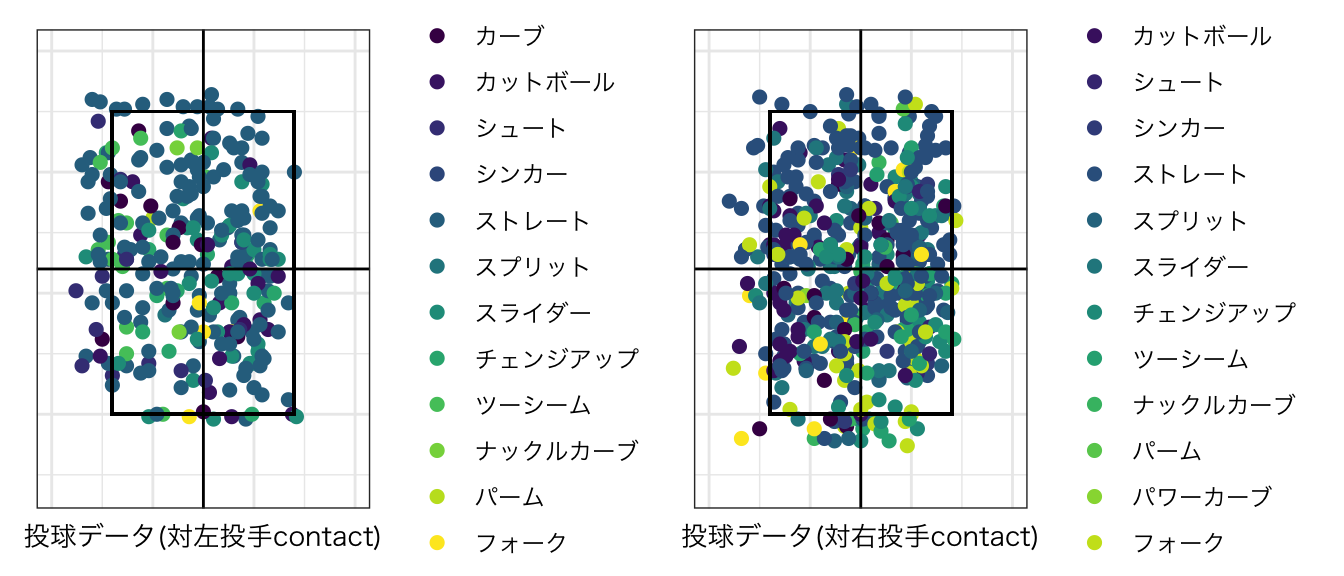 カーブ
カットボール
シュート
シンカー
ストレート
スプリット
スライダー
チェンジアップ
ツーシーム
ナックルカーブ
パーム
フォーク
投球データ(対左投手contact)
カットボール
シュート
シンカー
ストレート
スプリット
スライダー
チェンジアップ
ツーシーム
ナックルカーブ
パーム
パワーカーブ
フォーク
投球データ(対右投手contact)